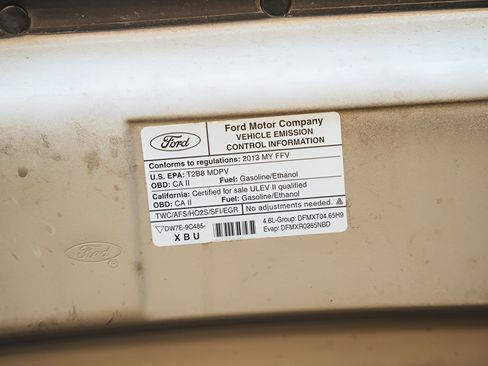 Ford
Ford Motor Company
VEHICLE EMISSION
CONTROL INFORMATION
Conforms to regulations: 2013 MY FFV
U.S. EPA: T2B8 MDPV
OBD: CA II Fuel: Gasoline/Ethanol
California: Certified for sale ULEV II qualified
OBD: CA II Fuel: Gasoline/Ethanol
TWC/AFS/HO2S/SFI/EGR No adjustments needed.
DW7E-9C485-
XBU
4.6L-Group: DFMXT04.65H9
Evap: DFMXR0265NBD
Ford